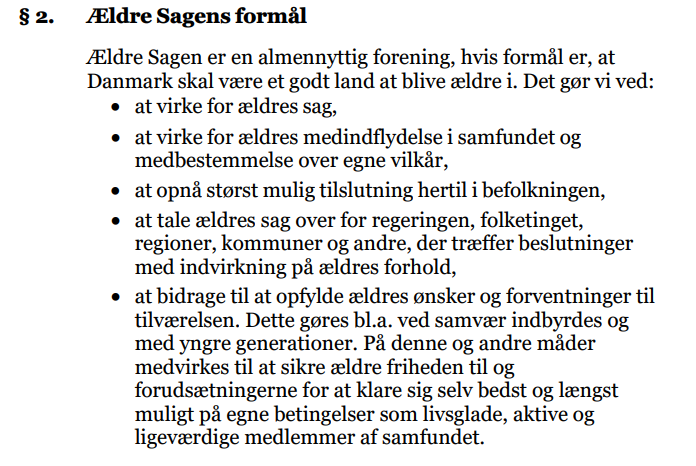 § 2. Ældre Sagens formål
Ældre Sagen er en almennyttig forening, hvis formål er, at
Danmark skal være et godt land at blive ældre i. Det gør vi ved:
• at virke for ældres sag,
• at virke for ældres medindflydelse i samfundet og
medbestemmelse over egne vilkår,
• at opnå størst mulig tilslutning hertil i befolkningen,
• at tale ældres sag over for regeringen, folketinget,
regioner, kommuner og andre, der træffer beslutninger
med indvirkning på ældres forhold,
• at bidrage til at opfylde ældres ønsker og forventninger til
tilværelsen. Dette gøres bl.a. ved samvær indbyrdes og
med yngre generationer. På denne og andre måder
medvirkes til at sikre ældre friheden til og
forudsætningerne for at klare sig selv bedst og længst
muligt på egne betingelser som livsglade, aktive og
ligeværdige medlemmer af samfundet.